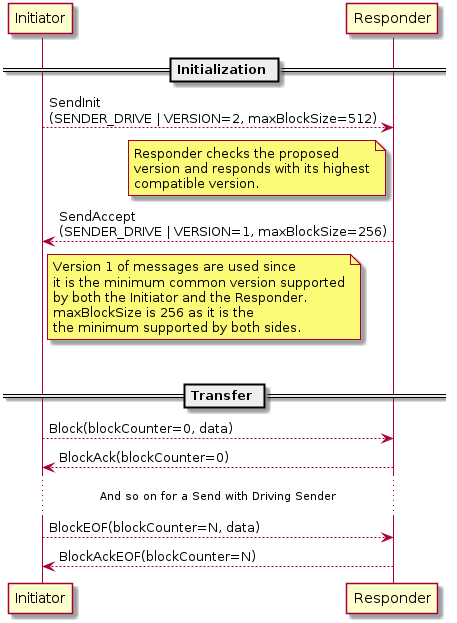 Initiator
Responder
Initialization
SendInit
(SENDER_DRIVE | VERSION=2, maxBlockSize=512)
Responder checks the proposed
version and responds with its highest
compatible version.
SendAccept
(SENDER_DRIVE | VERSION=1, maxBlockSize=256)
Version 1 of messages are used since
it is the minimum common version supported
by both the Initiator and the Responder.
maxBlockSize is 256 as it is the
the minimum supported by both sides.
Transfer
Block(blockCounter=0, data)
BlockAck(blockCounter=0)
And so on for a Send with Driving Sender
BlockEOF(blockCounter=N, data)
BlockAckEOF(blockCounter=N)
Initiator
Responder